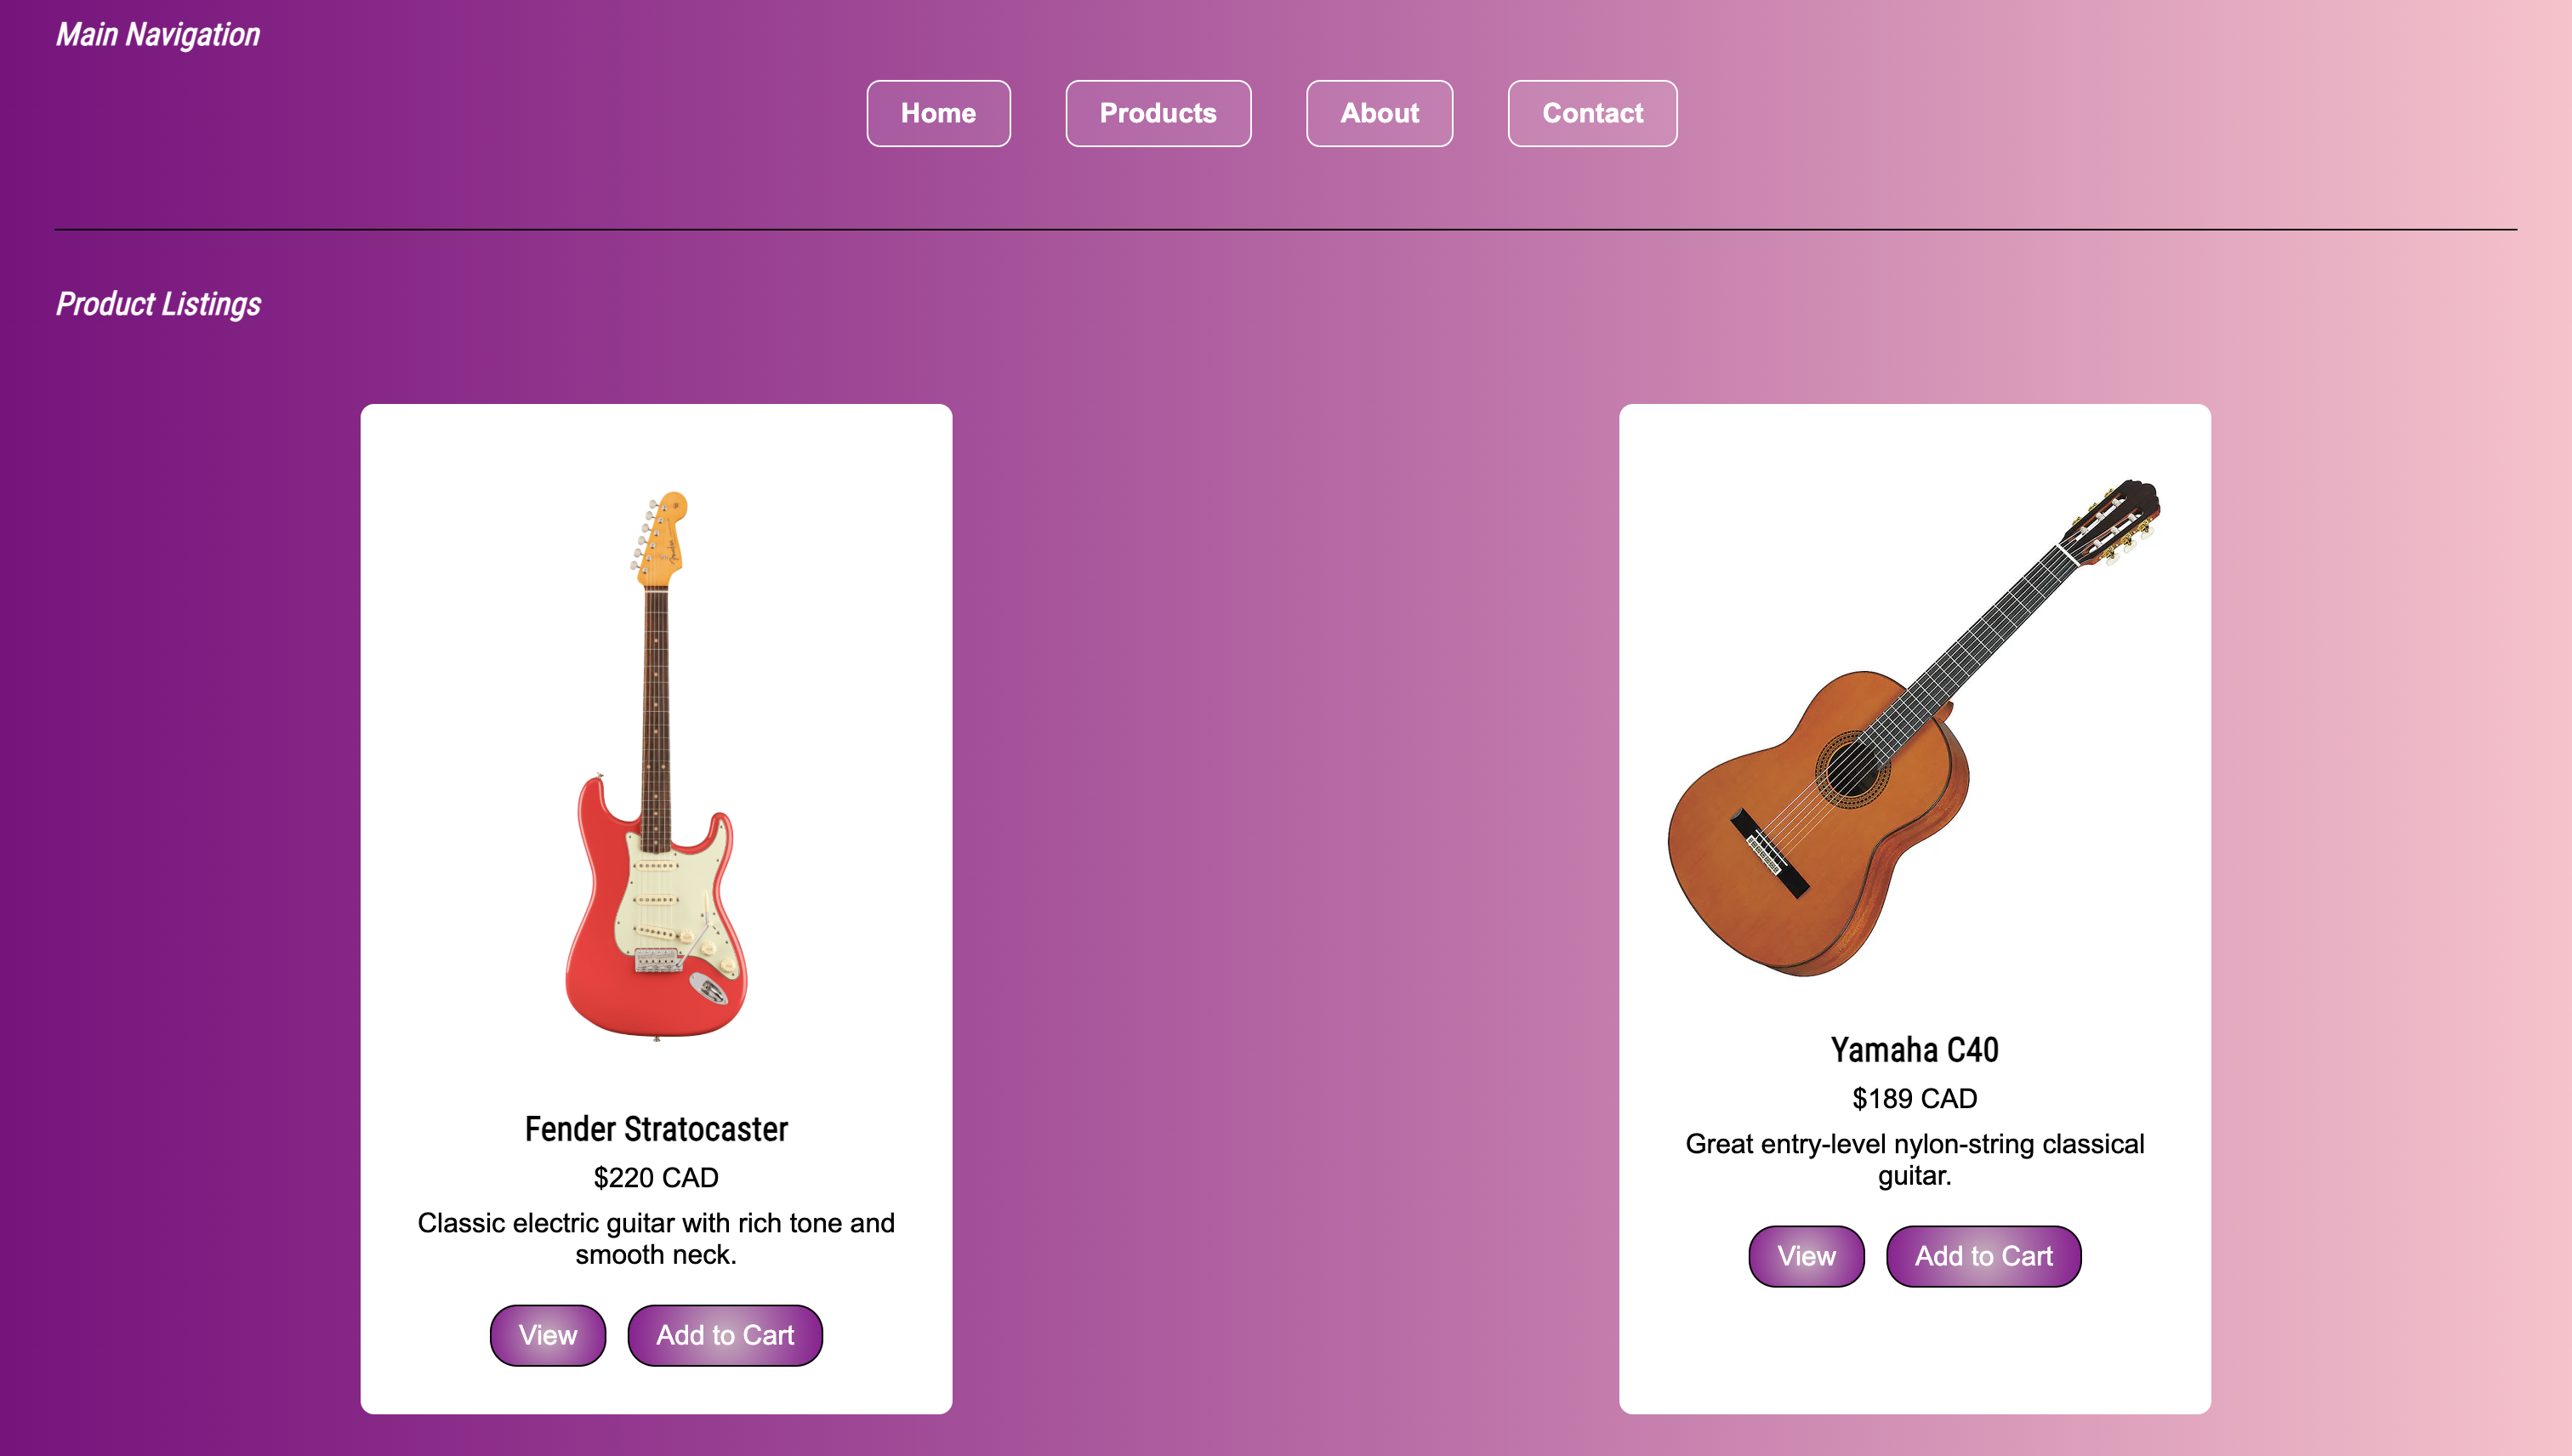 Main Navigation
Home Products About Contact
Product Listings
Fender Stratocaster
$220 CAD
Classic electric guitar with rich tone and
smooth neck.
View Add to Cart
Yamaha C40
$189 CAD
Great entry-level nylon-string classical
guitar.
View Add to Cart